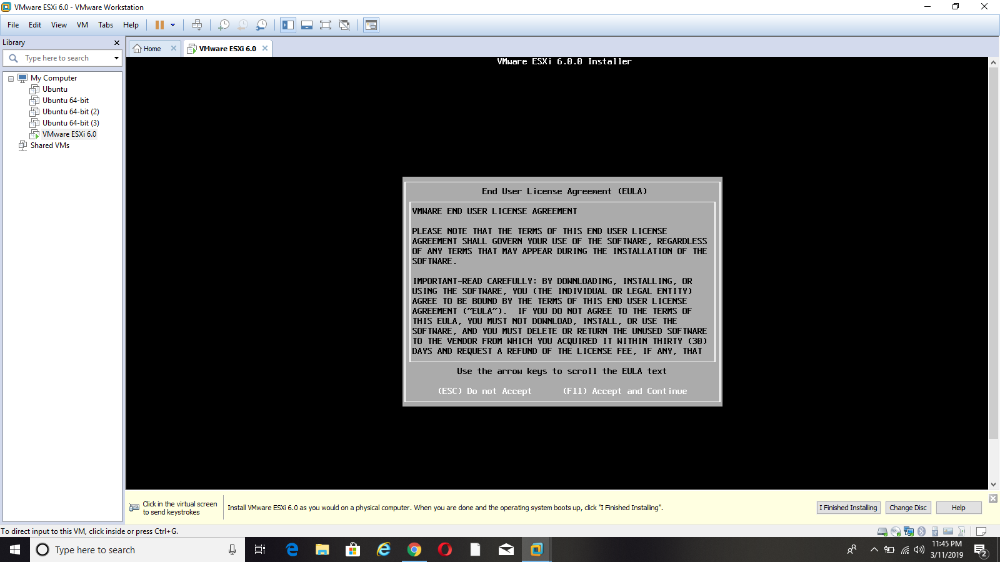 VMware ESXi 6.0 - VMware Workstation
File Edit View VM Tabs Help
Library
Type here to search
My Computer
Ubuntu
Ubuntu 64-bit
Ubuntu 64-bit (2)
Ubuntu 64-bit (3)
VMware ESXi 6.0
Shared VMs
Home
VMware ESXi 6.0
VMware ESXi 6.0.0 Installer
End User License Agreement (EULA)
VMWARE END USER LICENSE AGREEMENT
PLEASE NOTE THAT THE TERMS OF THIS END USER LICENSE
AGREEMENT SHALL GOVERN YOUR USE OF THE SOFTWARE, REGARDLESS
OF ANY TERMS THAT MAY APPEAR DURING THE INSTALLATION OF THE
SOFTWARE.
IMPORTANT-READ CAREFULLY: BY DOWNLOADING, INSTALLING, OR
USING THE SOFTWARE, YOU (THE INDIVIDUAL OR LEGAL ENTITY)
AGREE TO BE BOUND BY THE TERMS OF THIS END USER LICENSE
AGREEMENT ("EULA").  IF YOU DO NOT AGREE TO THE TERMS OF
THIS EULA, YOU MUST NOT DOWNLOAD, INSTALL, OR USE THE
SOFTWARE, AND YOU MUST DELETE OR RETURN THE UNUSED SOFTWARE
TO THE VENDOR FROM WHICH YOU ACQUIRED IT WITHIN THIRTY (30)
DAYS AND REQUEST A REFUND OF THE LICENSE FEE, IF ANY, THAT
Use the arrow keys to scroll the EULA text
(ESC) Do not Accept (F11) Accept and Continue
Click in the virtual screen
to send keystrokes
Install VMware ESXi 6.0 as you would on a physical computer. When you are done and the operating system boots up, click "I Finished Installing".
I Finished Installing
Change Disc
Help
To direct input to this VM, click inside or press Ctrl+G.
Type here to search
11:45 PM
3/11/2019
2